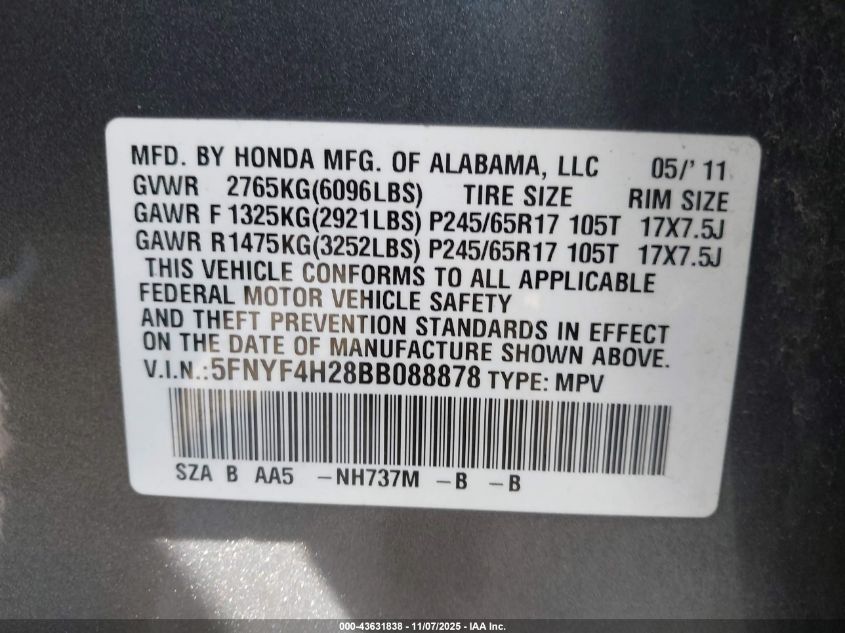 MFD. BY HONDA MFG. OF ALABAMA, LLC 05/' 11
GVWR 2765KG(6096LBS) TIRE SIZE RIM SIZE
GAWR F 1325KG(2921LBS) P245/65R17 105T 17X7.5J
GAWR R1475KG(3252LBS) P245/65R17 105T 17X7.5J
THIS VEHICLE CONFORMS TO ALL APPLICABLE
FEDERAL MOTOR VEHICLE SAFETY
AND THEFT PREVENTION STANDARDS IN EFFECT
ON THE DATE OF MANUFACTURE SHOWN ABOVE.
V.I.N.:5FNYF4H28BB088878 TYPE: MPV
SZA B AA5 -NH737M -B -B
000-43631838 - 11/07/2025 - IAA Inc.